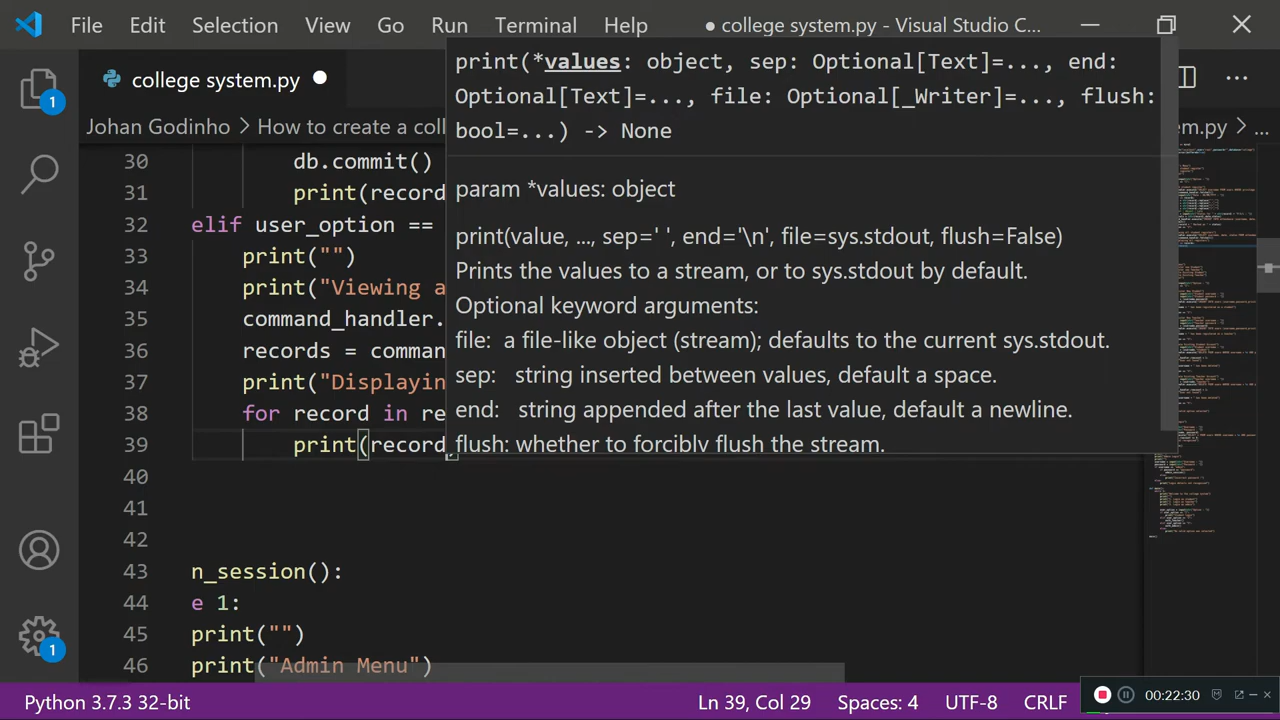 File Edit Selection View Go Run Terminal Help ● college system.py - Visual Studio C...
college system.py
Johan Godinho > How to create a coll
m.py > ...
print(*values: object, sep: Optional[Text]=..., end:
Optional[Text]=..., file: Optional[_Writer]=..., flush:
bool=...) -> None
param *values: object
print(value, ..., sep=' ', end='\n', file=sys.stdout, flush=False)
Prints the values to a stream, or to sys.stdout by default.
Optional keyword arguments:
file: a file-like object (stream); defaults to the current sys.stdout.
sep: string inserted between values, default a space.
end: string appended after the last value, default a newline.
flush: whether to forcibly flush the stream.
30 db.commit()
31 print(record
32 elif user_option ==
33 print("")
34 print("Viewing a
35 command_handler.
36 records = comman
37 print("Displayin
38 for record in re
39 print(record,
40
41
42
43 n_session():
44 e 1:
45 print("")
46 print("Admin Menu")
1
1
Python 3.7.3 32-bit Ln 39, Col 29 Spaces: 4 UTF-8 CRLF
00:22:30